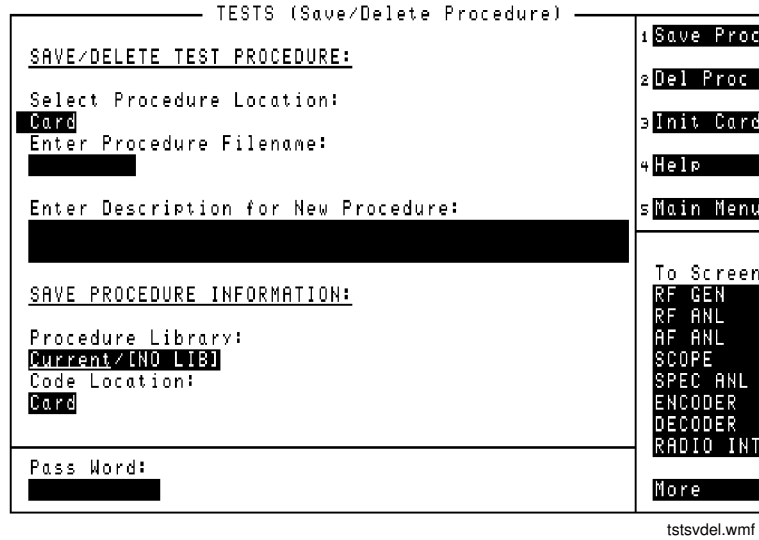 TESTS (Save/Delete Procedure)
SAVE/DELETE TEST PROCEDURE:
Select Procedure Location:
Card
Enter Procedure Filename:
Enter Description for New Procedure:
SAVE PROCEDURE INFORMATION:
Procedure Library:
Current/[NO LIB]
Code Location:
Card
Pass Word:
1 Save Proc
2 Del Proc
3 Init Card
4 Help
5 Main Menu
To Screen
RF GEN
RF ANL
AF ANL
SCOPE
SPEC ANL
ENCODER
DECODER
RADIO INT
More
tstsvdel.wmf